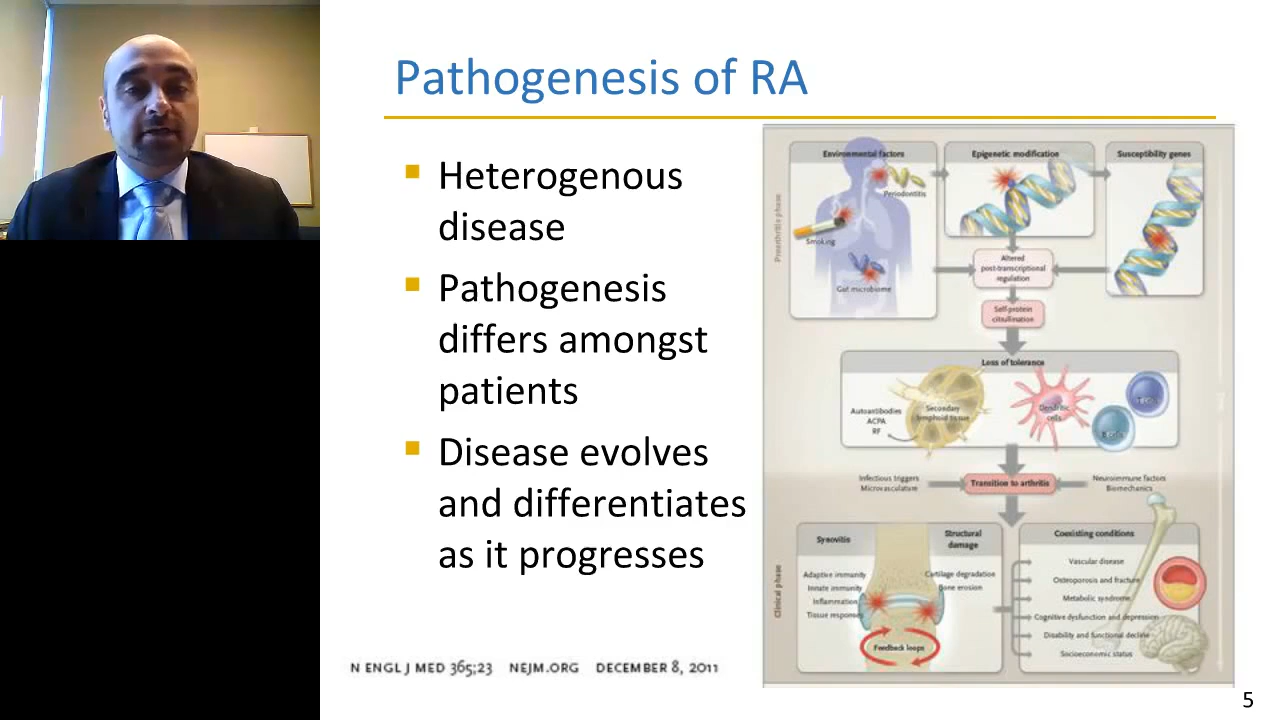 Pathogenesis of RA
Heterogenous
disease
Pathogenesis
differs amongst
patients
Disease evolves
and differentiates
as it progresses
N ENGL J MED 365;23 NEJM.ORG DECEMBER 8, 2011
Prearthritis phase
Environmental factors
Periodontitis
Smoking
Gut microbiome
Epigenetic modification
Susceptibility genes
Altered
post-transcriptional
regulation
Self-protein
citrullination
Loss of tolerance
Autoantibodies
ACPA
RF
Secondary
lymphoid tissue
Dendritic
cells
B cells
T cells
Infectious triggers
Microvasculature
Transition to arthritis
Neuroimmune factors
Biomechanics
Clinical phase
Synovitis
Adaptive immunity
Innate immunity
Inflammation
Tissue responses
Structural
damage
Cartilage degradation
Bone erosion
Feedback loops
Coexisting conditions
Vascular disease
Osteoporosis and fracture
Metabolic syndrome
Cognitive dysfunction and depression
Disability and functional decline
Socioeconomic status
5